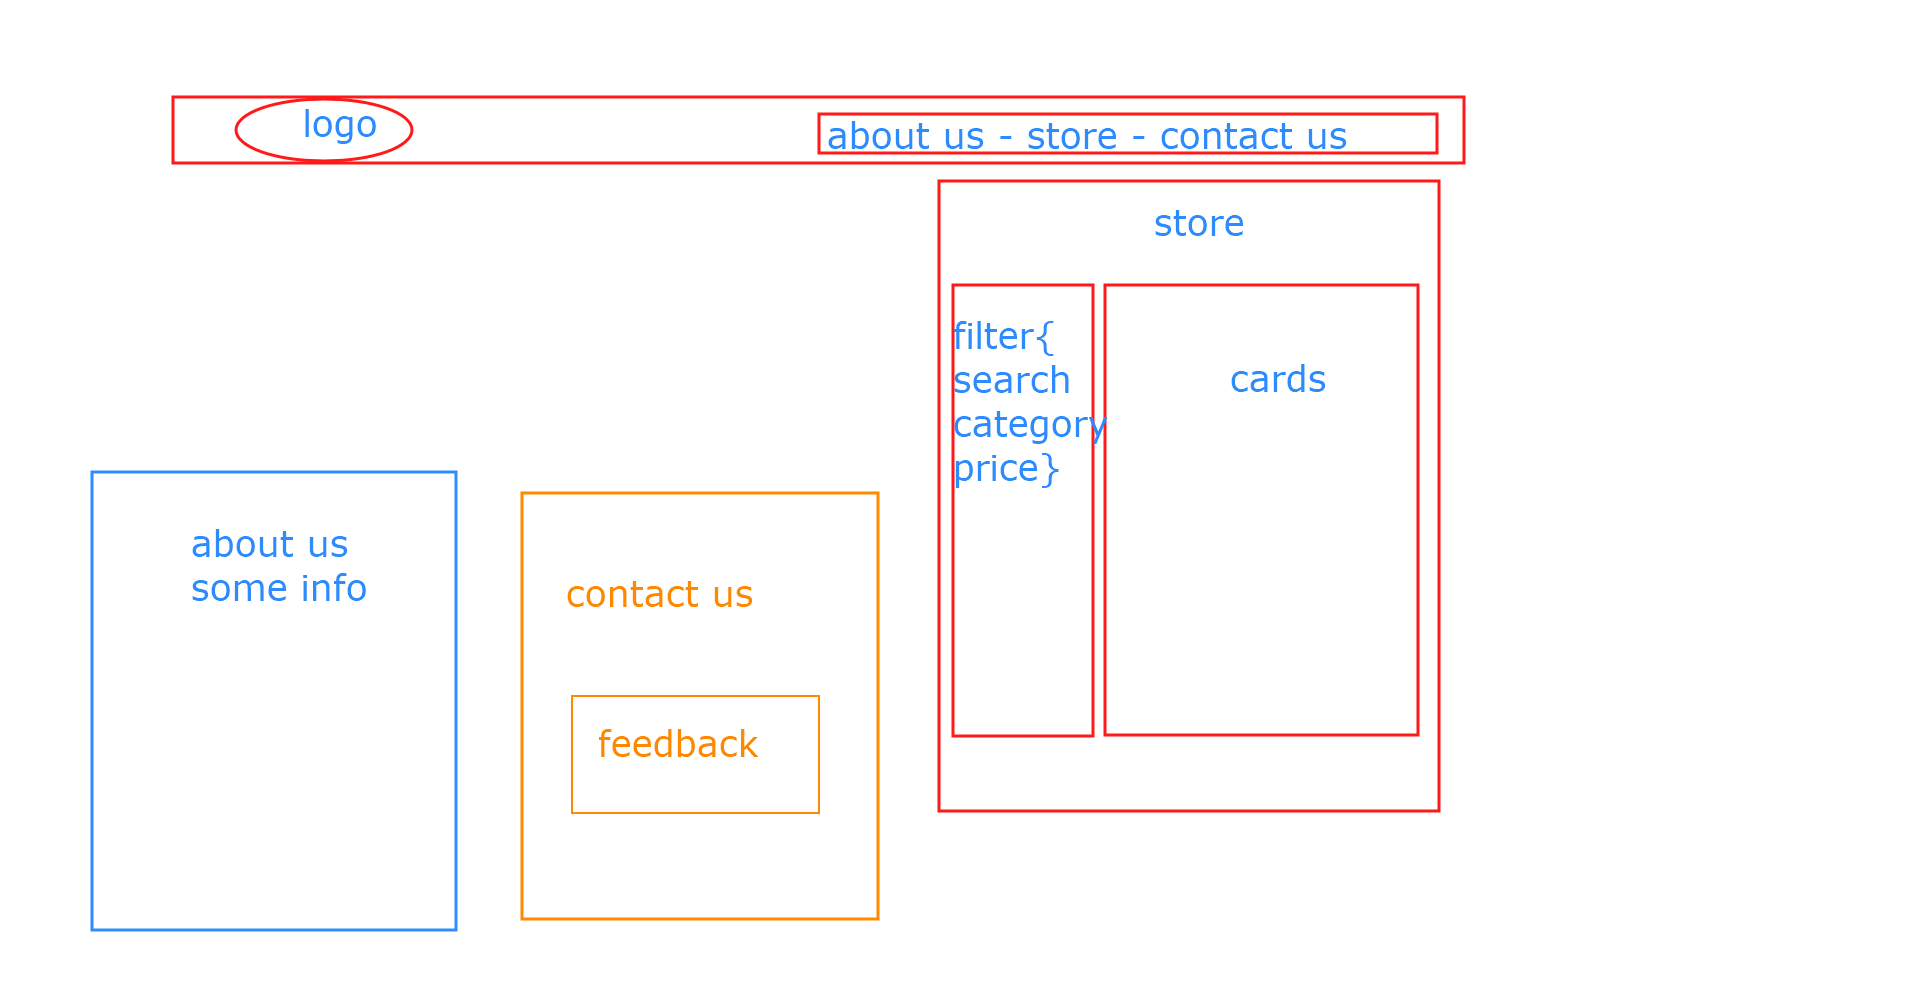 logo
about us - store - contact us
store
filter{
search
category
price}
cards
about us
some info
contact us
feedback